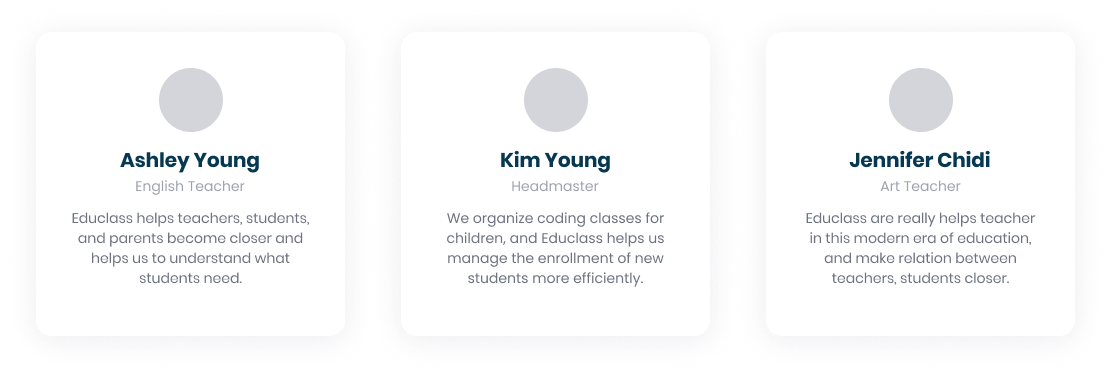 Ashley Young
English Teacher
Educlass helps teachers, students,
and parents become closer and
helps us to understand what
students need.
Kim Young
Headmaster
We organize coding classes for
children, and Educlass helps us
manage the enrollment of new
students more efficiently.
Jennifer Chidi
Art Teacher
Educlass are really helps teacher
in this modern era of education,
and make relation between
teachers, students closer.